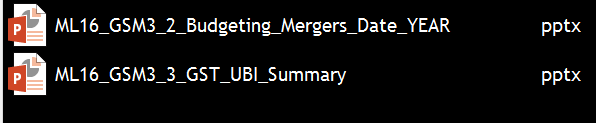 ML16_GSM3_2_Budgeting_Mergers_Date_YEAR pptx
ML16_GSM3_3_GST_UBI_Summary pptx